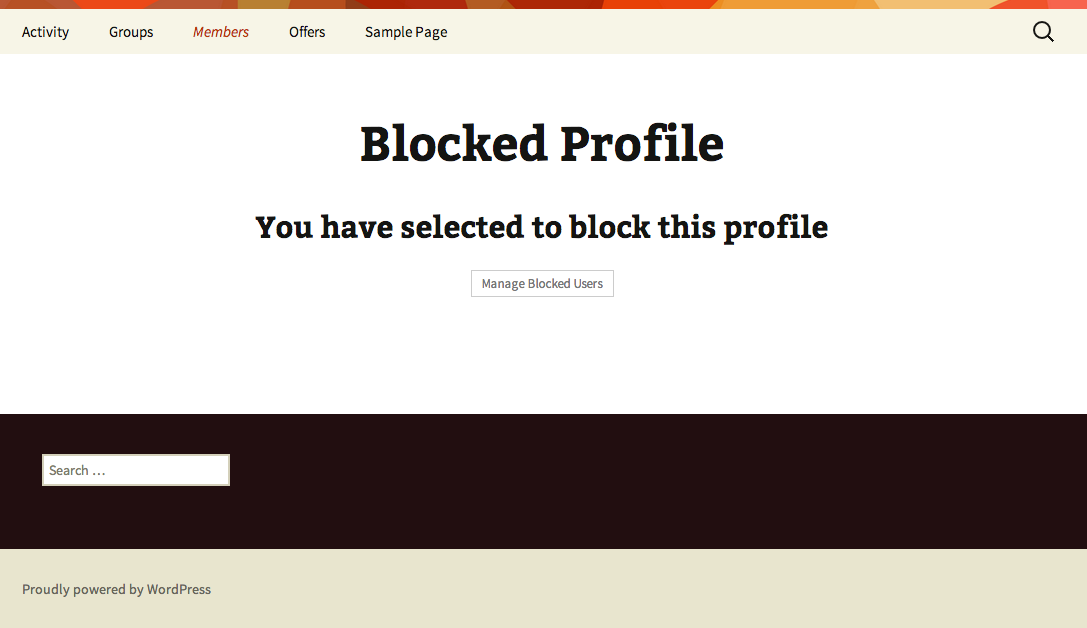 Activity Groups Members Offers Sample Page
Blocked Profile
You have selected to block this profile
Manage Blocked Users
Search …
Proudly powered by WordPress